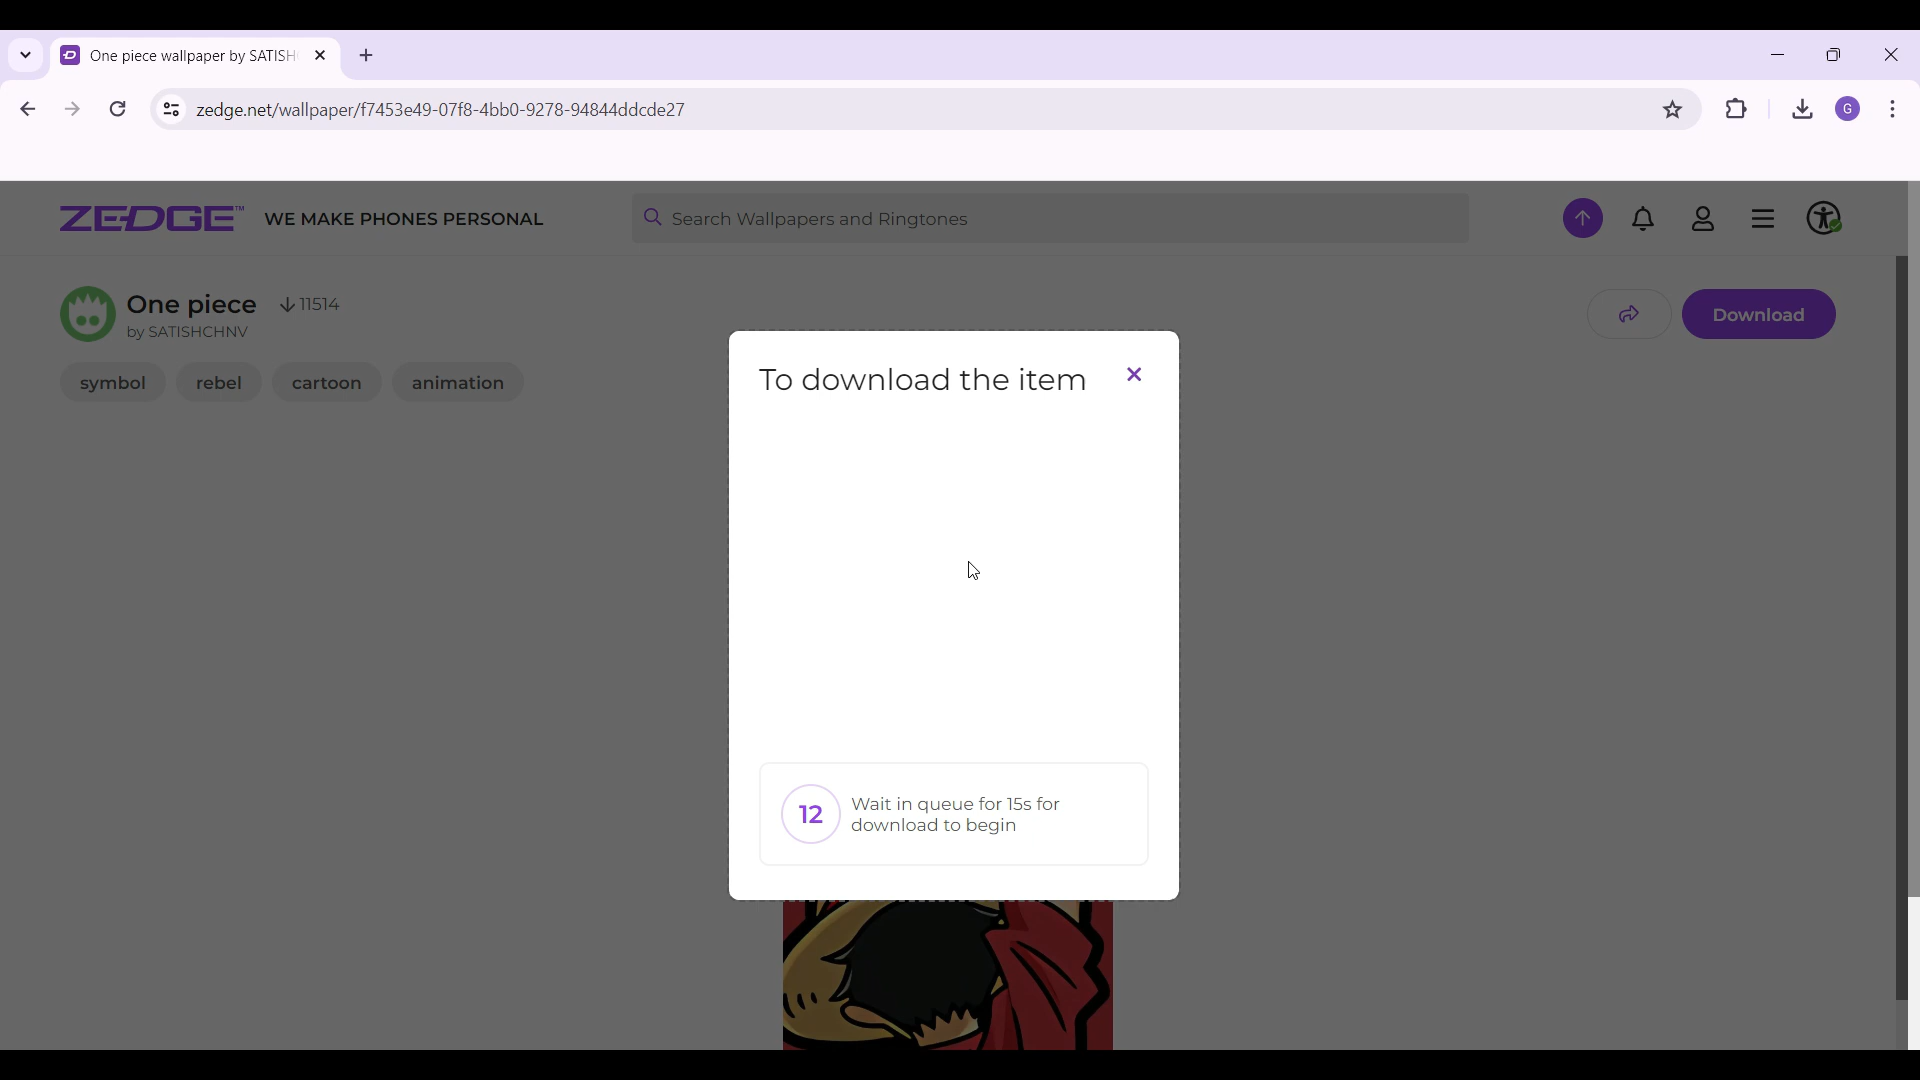 One piece wallpaper by SATISH
zedge.net/wallpaper/f7453e49-07f8-4bb0-9278-94844ddcde27
G
ZEDGE™ WE MAKE PHONES PERSONAL
Search Wallpapers and Ringtones
One piece 11514
by SATISHCHNV
Download
symbol rebel cartoon animation
To download the item
12
Wait in queue for 15s for
download to begin